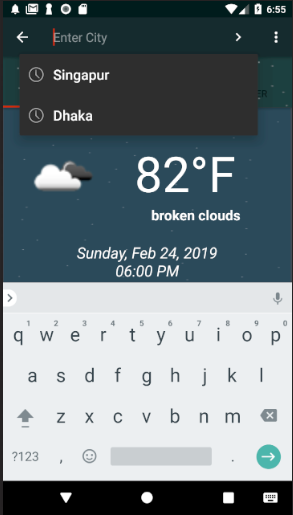 6:55
Enter City
Singapur
Dhaka
ER
82°F
broken clouds
Sunday, Feb 24, 2019
06:00 PM
1 2 3 4 5 6 7 8 9 0
q w e r t y u i o p
a s d f g h j k l
z x c v b n m
?123 , .